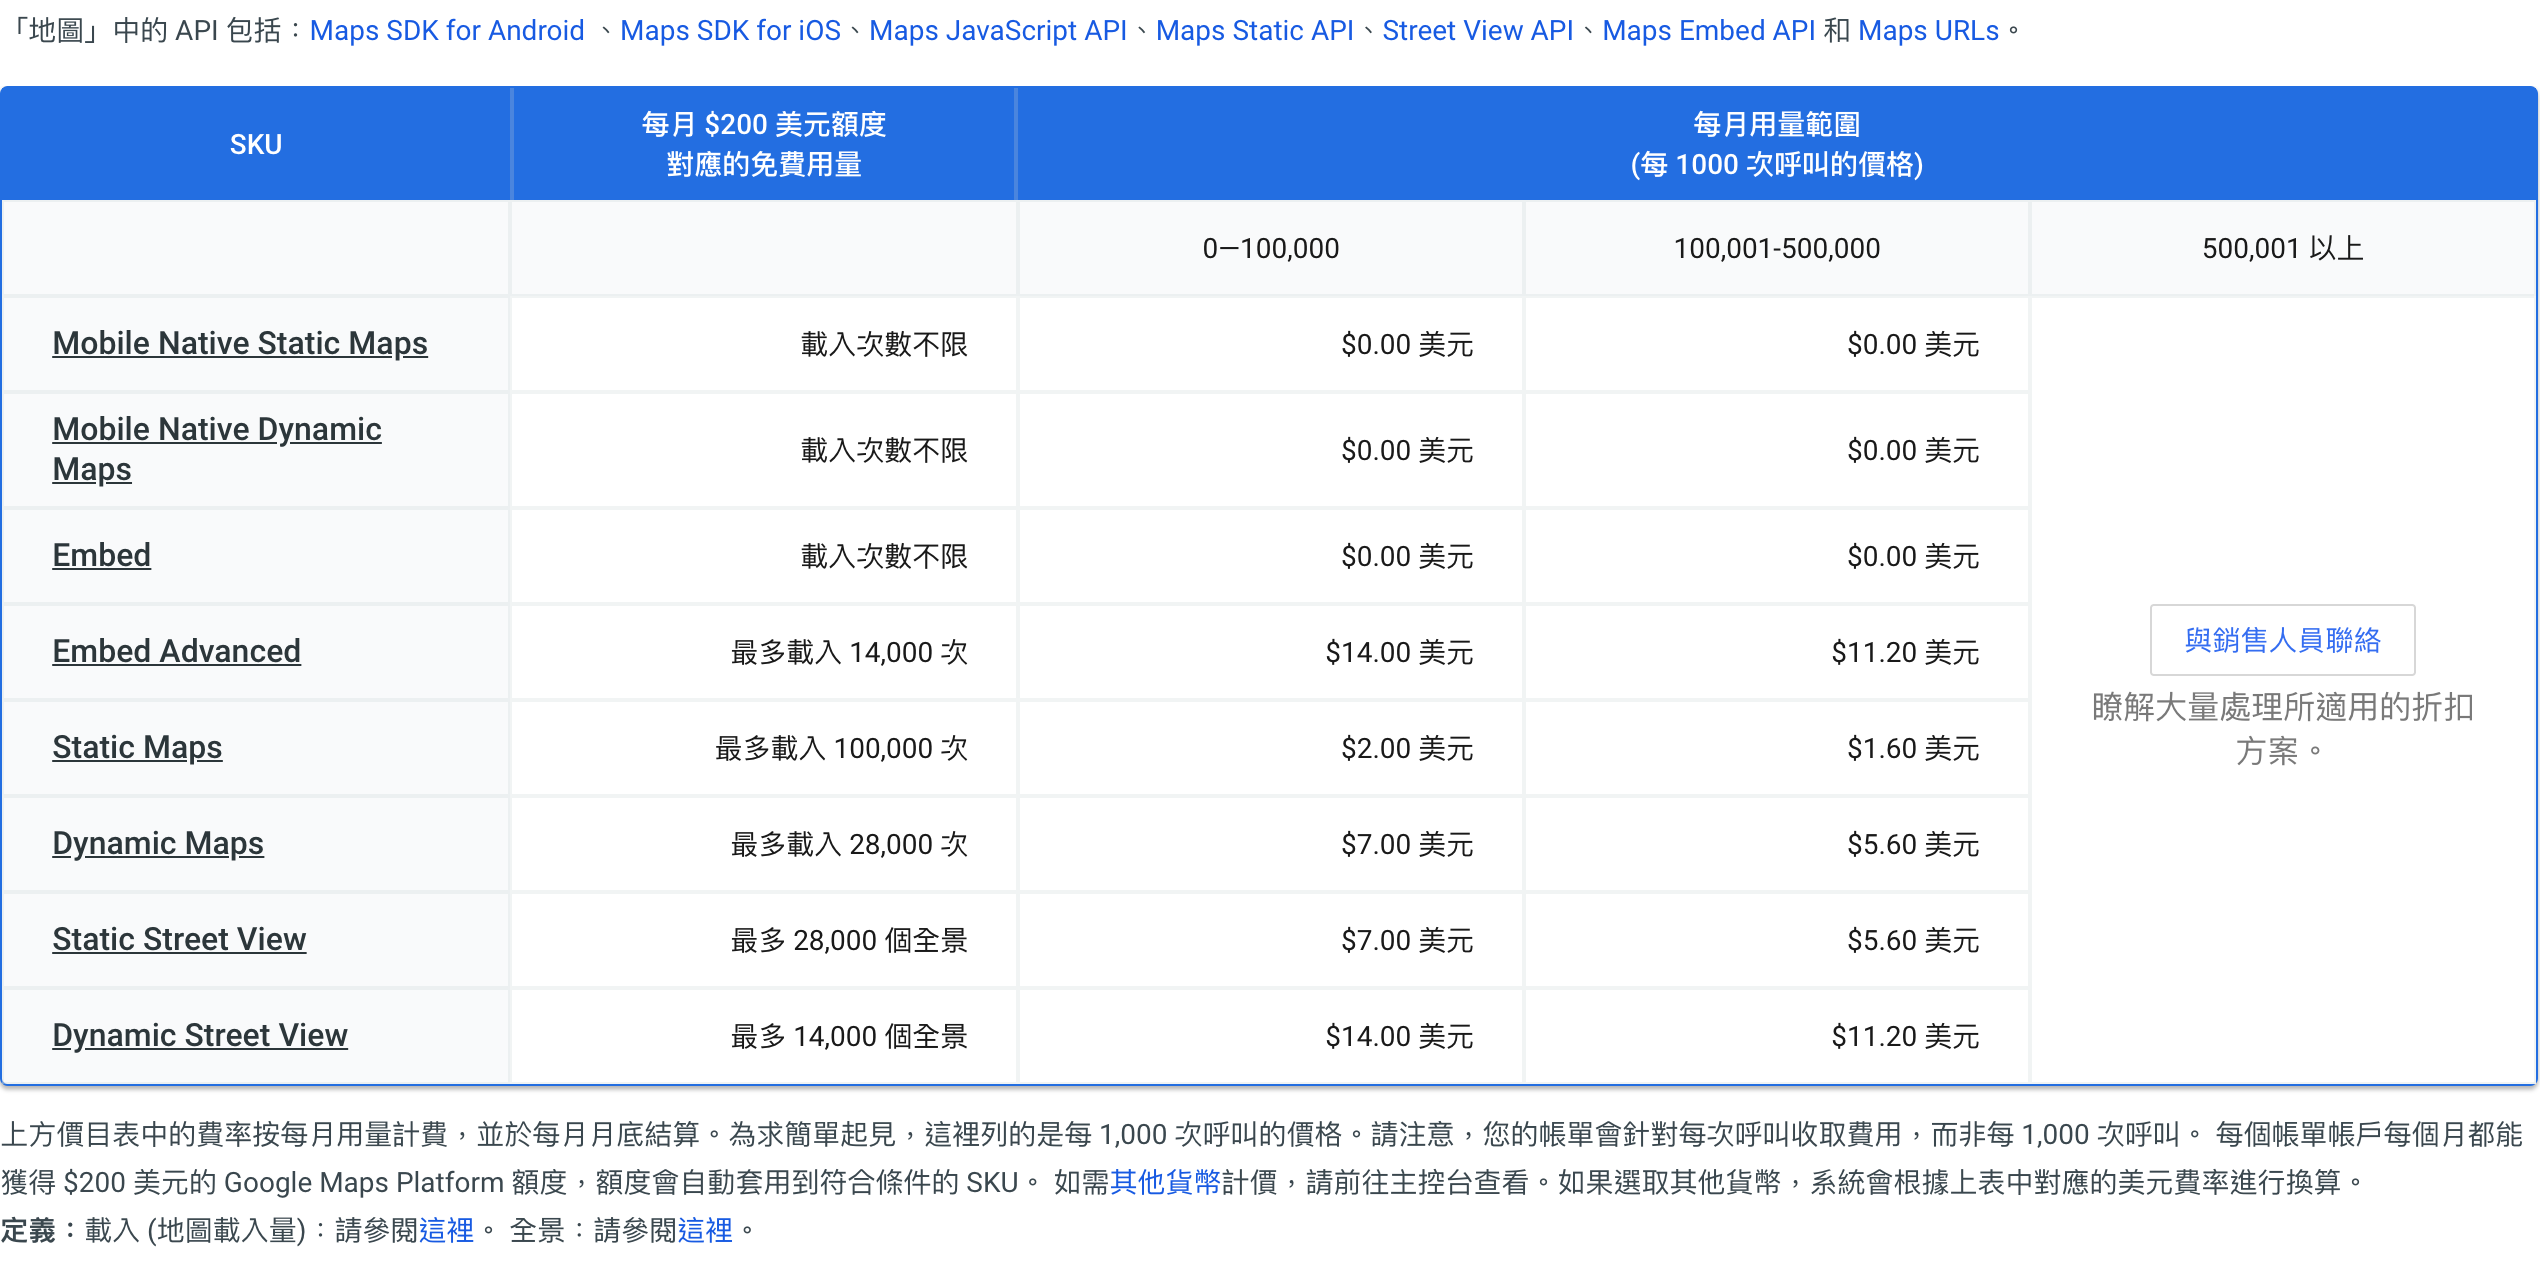 「地圖」中的 API 包括：Maps SDK for Android 、Maps SDK for iOS、Maps JavaScript API、Maps Static API、Street View API、Maps Embed API 和 Maps URLs。
SKU
每月 $200 美元額度
對應的免費用量
每月用量範圍
(每 1000 次呼叫的價格)
0–100,000
100,001-500,000
500,001 以上
Mobile Native Static Maps
載入次數不限
$0.00 美元
$0.00 美元
Mobile Native Dynamic
Maps
載入次數不限
$0.00 美元
$0.00 美元
Embed
載入次數不限
$0.00 美元
$0.00 美元
Embed Advanced
最多載入 14,000 次
$14.00 美元
$11.20 美元
Static Maps
最多載入 100,000 次
$2.00 美元
$1.60 美元
Dynamic Maps
最多載入 28,000 次
$7.00 美元
$5.60 美元
Static Street View
最多 28,000 個全景
$7.00 美元
$5.60 美元
Dynamic Street View
最多 14,000 個全景
$14.00 美元
$11.20 美元
與銷售人員聯絡
瞭解大量處理所適用的折扣
方案。
上方價目表中的費率按每月用量計費，並於每月月底結算。為求簡單起見，這裡列的是每 1,000 次呼叫的價格。請注意，您的帳單會針對每次呼叫收取費用，而非每 1,000 次呼叫。 每個帳單帳戶每個月都能
獲得 $200 美元的 Google Maps Platform 額度，額度會自動套用到符合條件的 SKU。 如需其他貨幣計價，請前往主控台查看。如果選取其他貨幣，系統會根據上表中對應的美元費率進行換算。
定義：載入 (地圖載入量)：請參閱這裡。 全景：請參閱這裡。